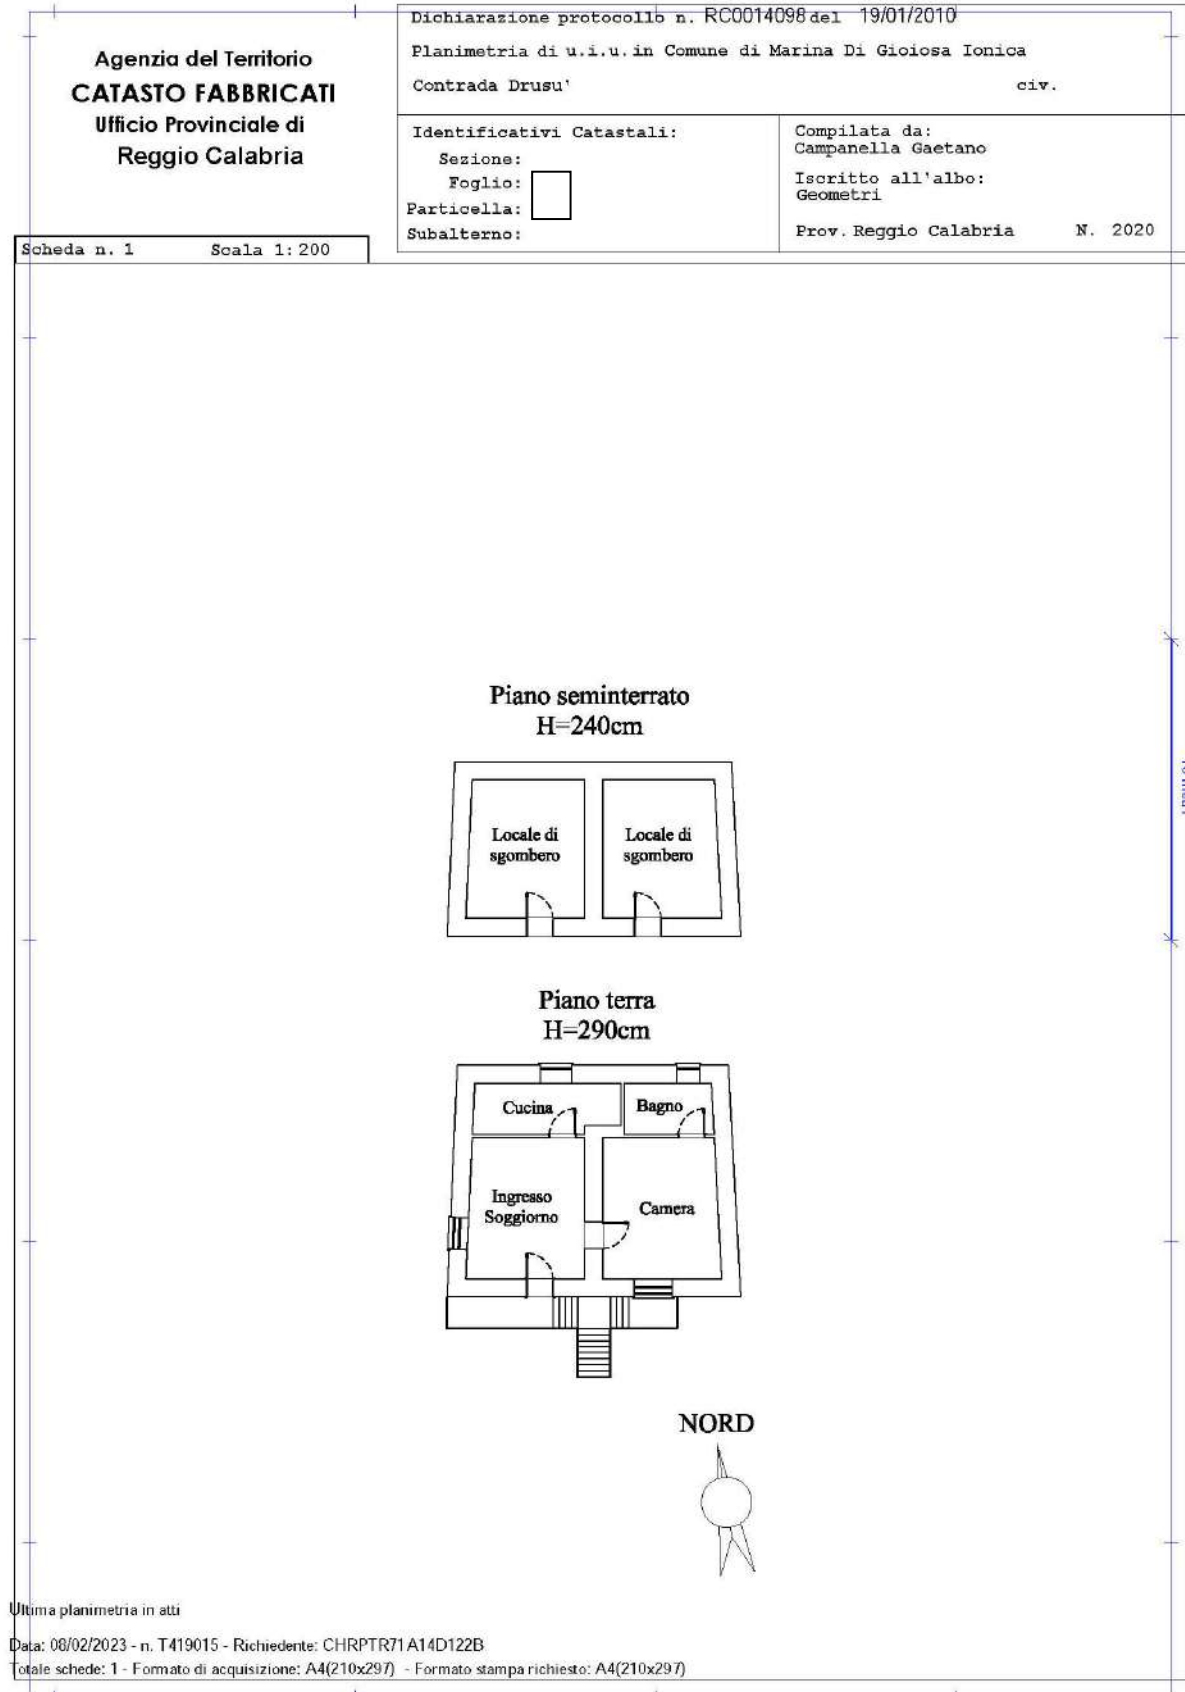 Agenzia del Territorio
CATASTO FABBRICATI
Ufficio Provinciale di
Reggio Calabria
Dichiarazione protocollo n. RC0014098 del 19/01/2010
Planimetria di u.i.u. in Comune di Marina Di Gioiosa Ionica
Contrada Drusu' civ.
Identificativi Catastali:
Sezione:
Foglio:
Particella:
Subalterno:
Compilata da:
Campanella Gaetano
Iscritto all'albo:
Geometri
Prov. Reggio Calabria N. 2020
Scheda n. 1 Scala 1:200
Piano seminterrato
H=240cm
Locale di
sgombero
Locale di
sgombero
Piano terra
H=290cm
Cucina
Bagno
Ingresso
Soggiorno
Camera
NORD
Ultima planimetria in atti
Data: 08/02/2023 - n. T419015 - Richiedente: CHRPTR71A14D122B
Totale schede: 1 - Formato di acquisizione: A4(210x297) - Formato stampa richiesto: A4(210x297)